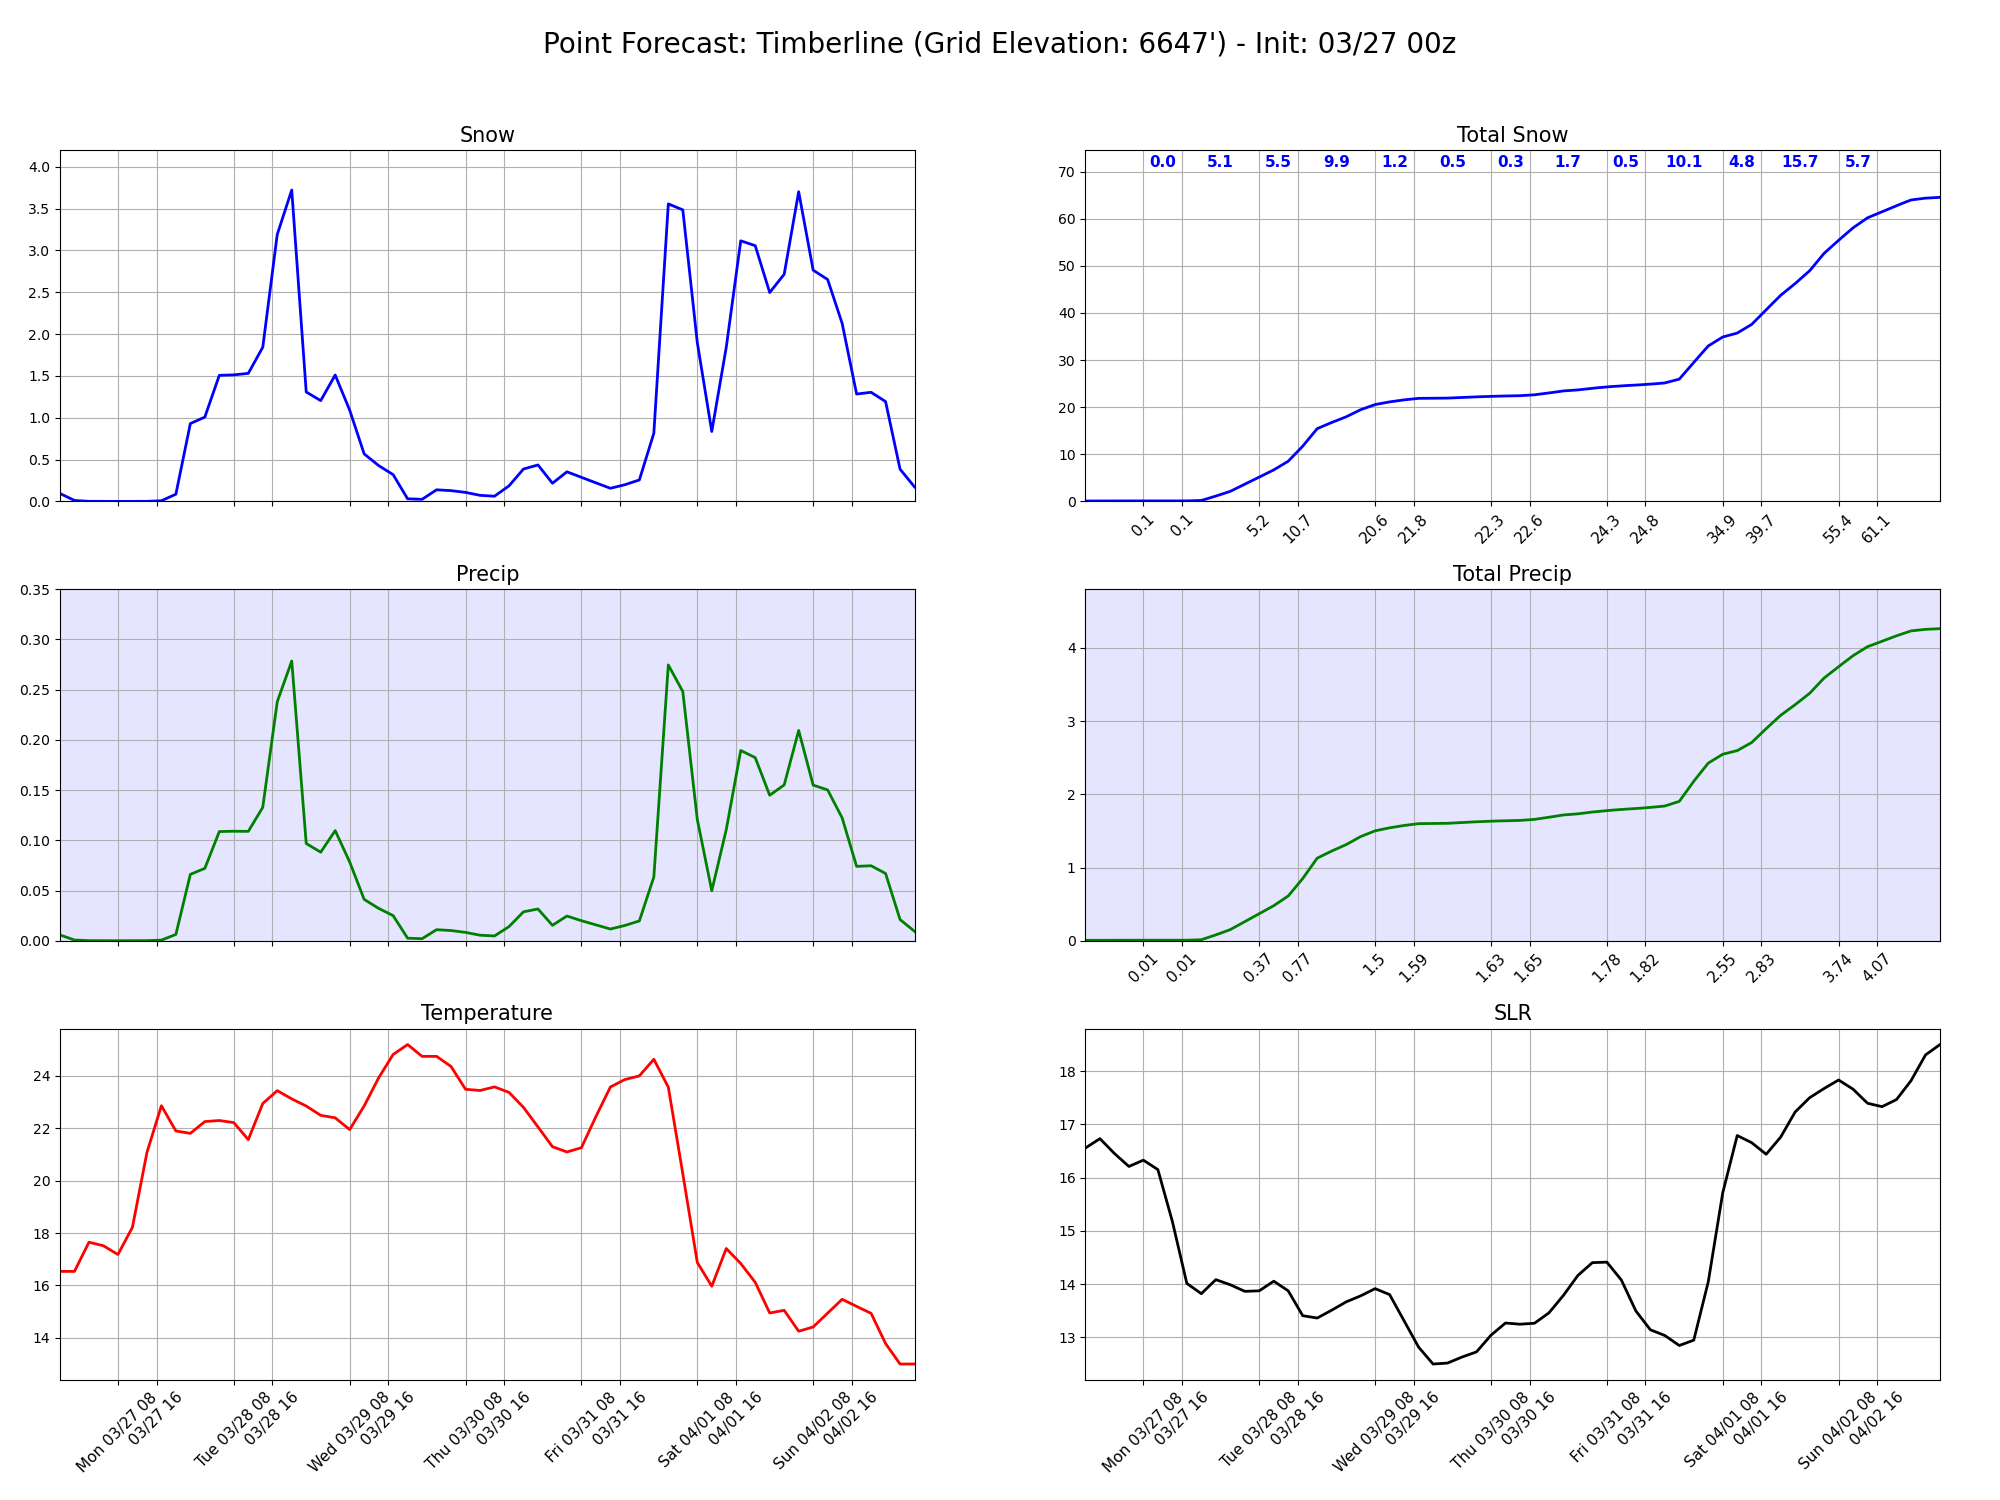 Point Forecast: Timberline (Grid Elevation: 6647') - Init: 03/27 00z
Snow
4.0
3.5
3.0
2.5
2.0
1.5
1.0
0.5
0.0
Total Snow
0.0 5.1 5.5 9.9 1.2 0.5 0.3 1.7 0.5 10.1 4.8 15.7 5.7
70
60
50
40
30
20
10
0
0.1 0.1 5.2 10.7 20.6 21.8 22.3 22.6 24.3 24.8 34.9 39.7 55.4 61.1
Precip
0.35
0.30
0.25
0.20
0.15
0.10
0.05
0.00
Total Precip
4
3
2
1
0
0.01 0.01 0.37 0.77 1.5 1.59 1.63 1.65 1.78 1.82 2.55 2.83 3.74 4.07
Temperature
24
22
20
18
16
14
Mon 03/27 08
03/27 16
Tue 03/28 08
03/28 16
Wed 03/29 08
03/29 16
Thu 03/30 08
03/30 16
Fri 03/31 08
03/31 16
Sat 04/01 08
04/01 16
Sun 04/02 08
04/02 16
SLR
18
17
16
15
14
13
Mon 03/27 08
03/27 16
Tue 03/28 08
03/28 16
Wed 03/29 08
03/29 16
Thu 03/30 08
03/30 16
Fri 03/31 08
03/31 16
Sat 04/01 08
04/01 16
Sun 04/02 08
04/02 16